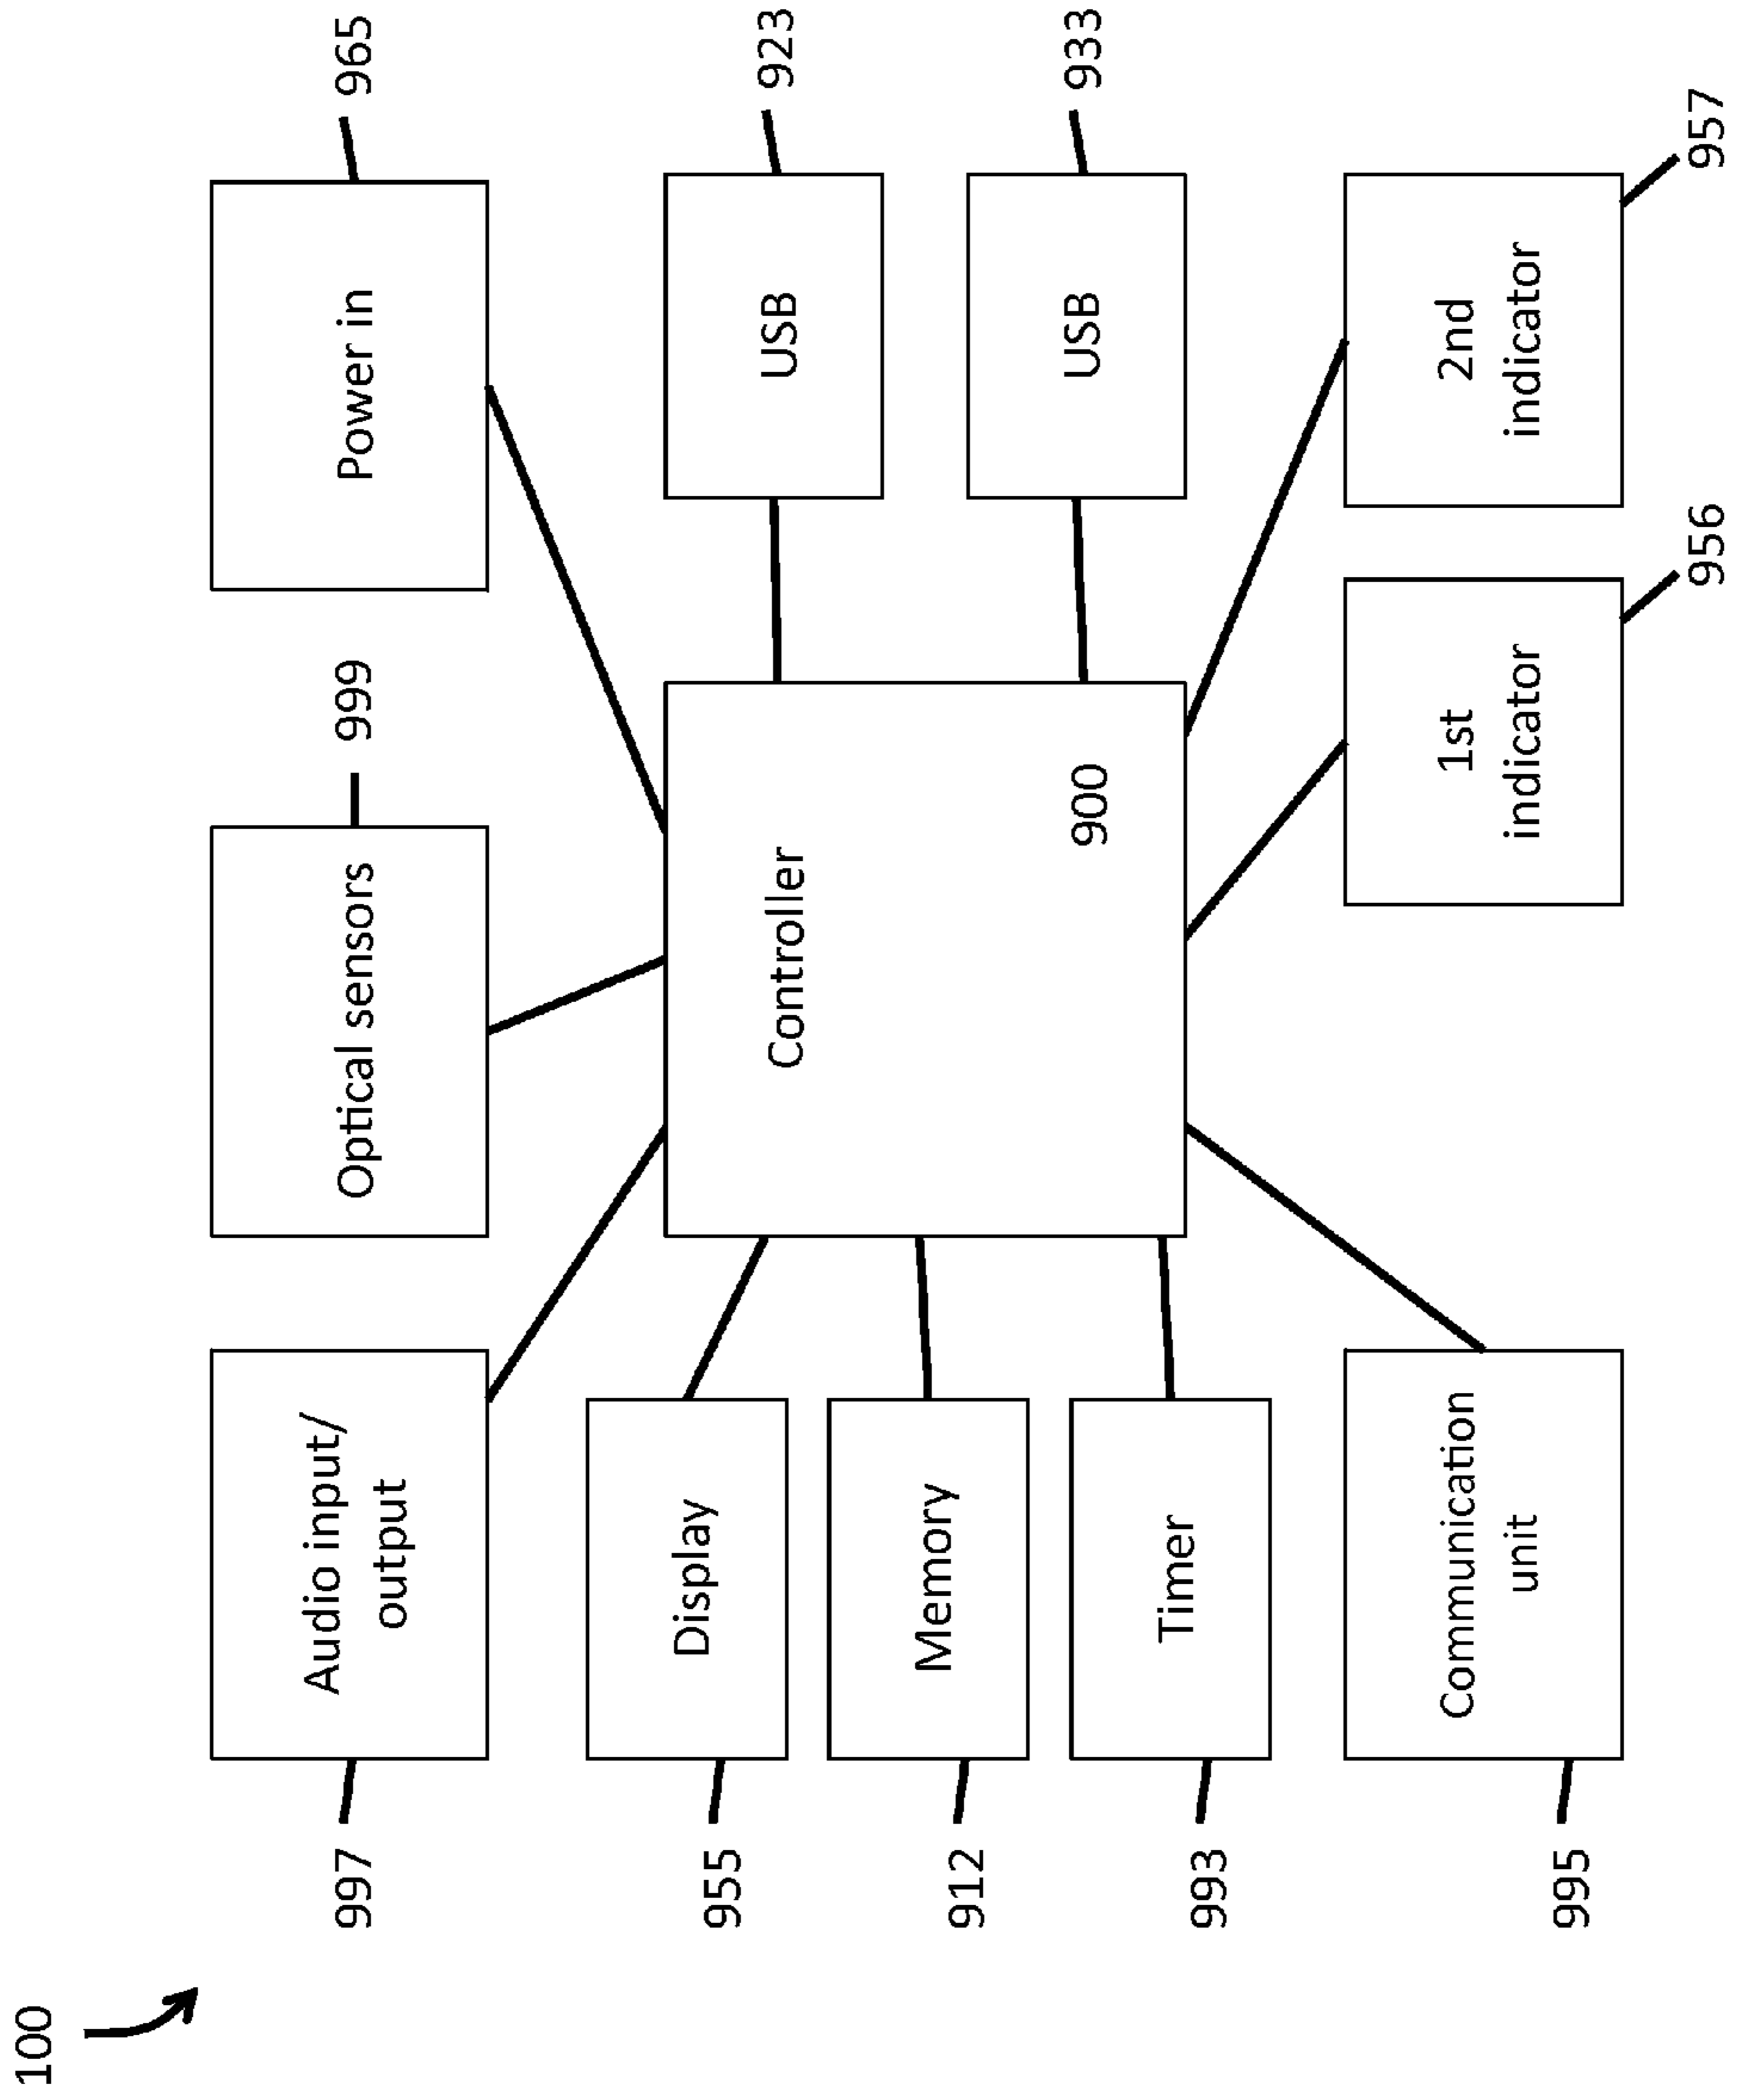 100
997
Audio input/
output
Optical sensors
999
Power in
965
955
Display
Controller
900
USB
923
912
Memory
USB
933
993
Timer
995
Communication
unit
1st
indicator
956
2nd
indicator
957